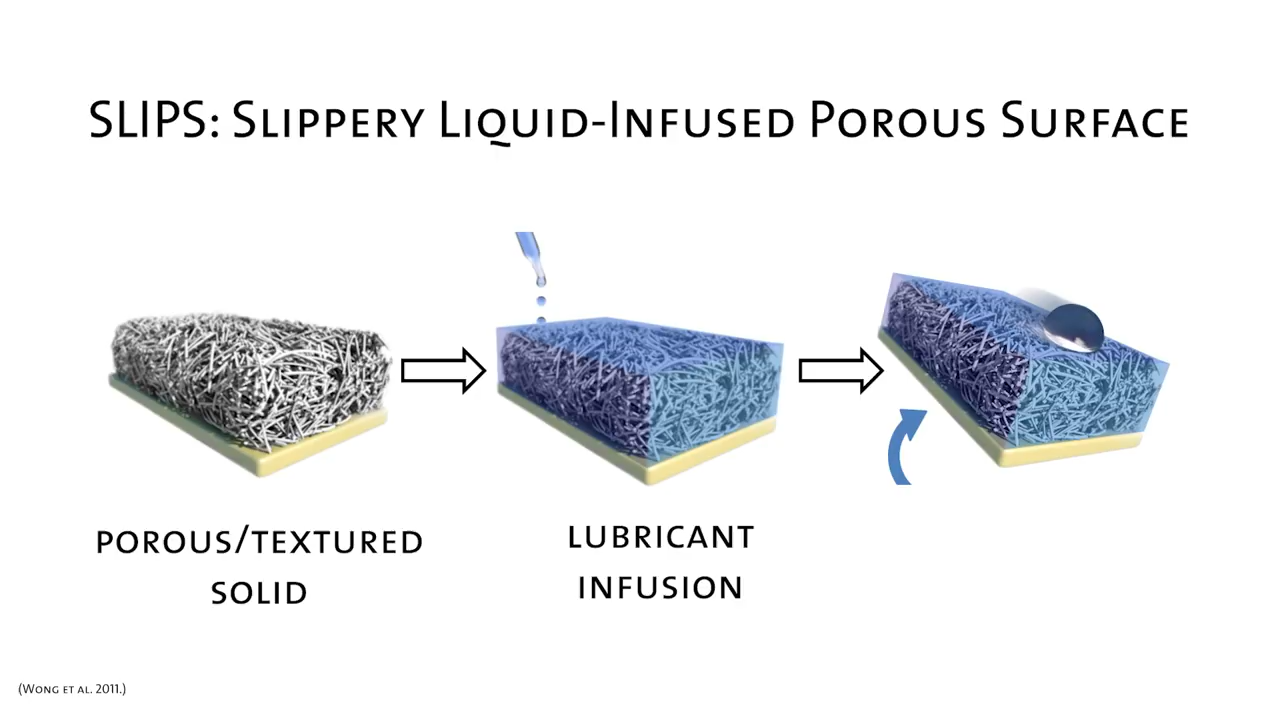 SLIPS: Slippery Liquid-Infused Porous Surface
porous/textured
solid
lubricant
infusion
(Wong et al. 2011.)